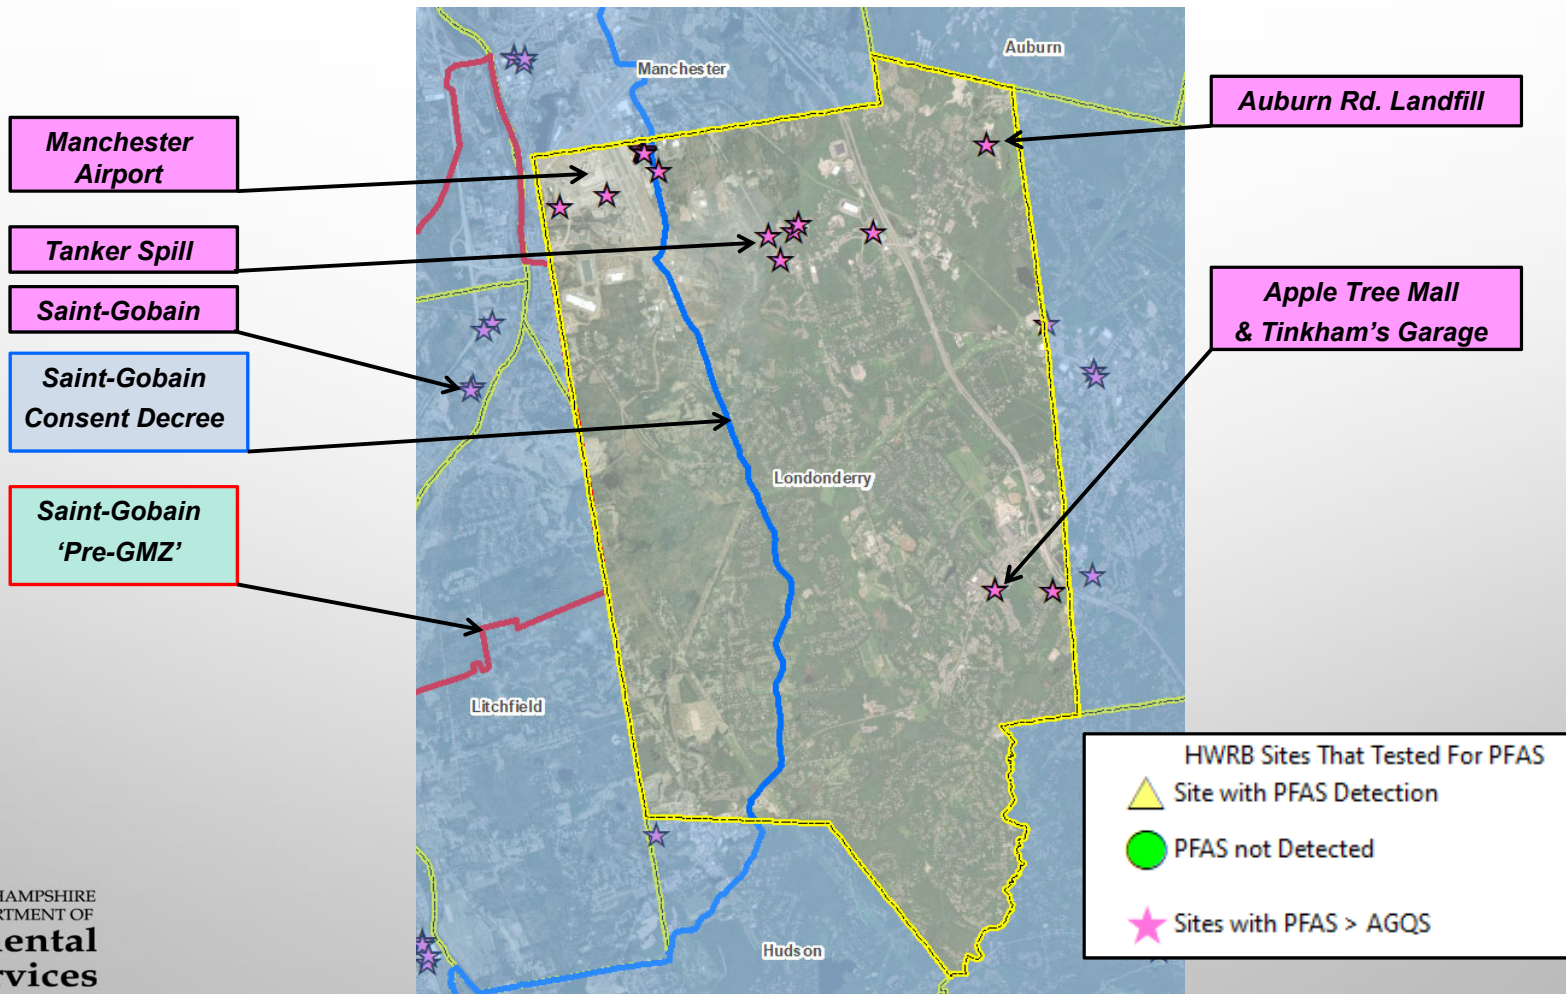 Manchester
Airport
Tanker Spill
Saint-Gobain
Saint-Gobain
Consent Decree
Saint-Gobain
‘Pre-GMZ’
Manchester
Auburn
Londonderry
Litchfield
Hudson
Auburn Rd. Landfill
Apple Tree Mall
& Tinkham’s Garage
HWRB Sites That Tested For PFAS
Site with PFAS Detection
PFAS not Detected
Sites with PFAS > AGQS
HAMPSHIRE
RTMENT OF
ental
rvices